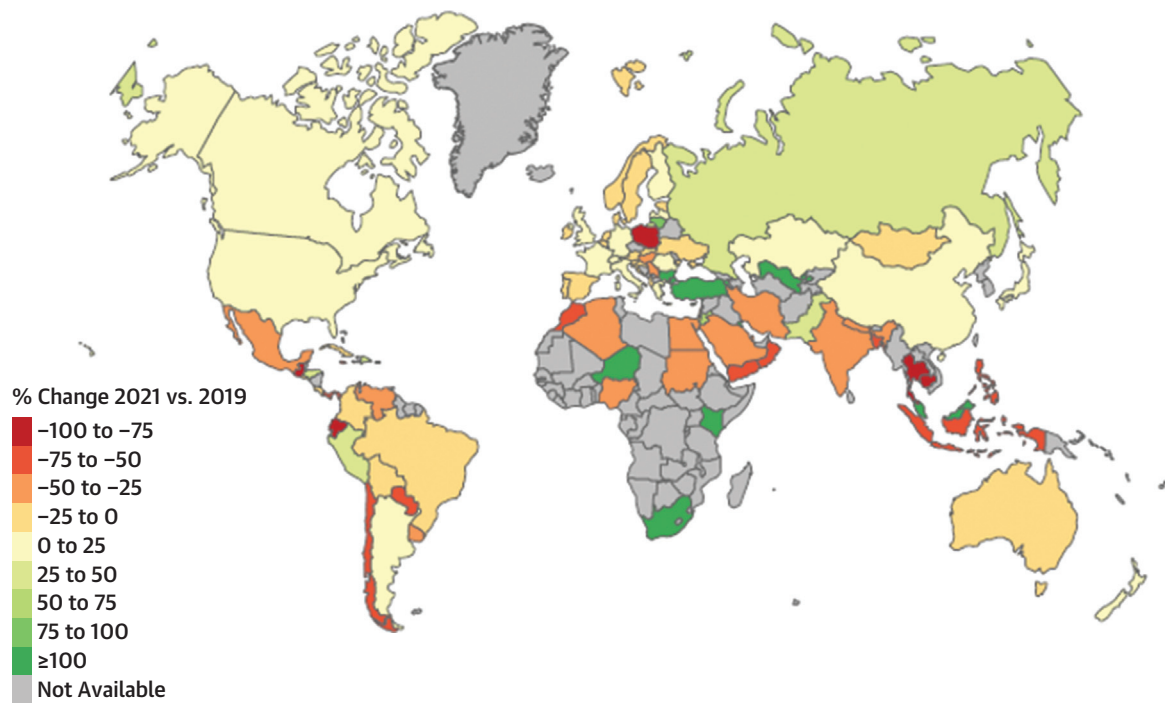 % Change 2021 vs. 2019
−100 to −75
−75 to −50
−50 to −25
−25 to 0
0 to 25
25 to 50
50 to 75
75 to 100
≥100
Not Available